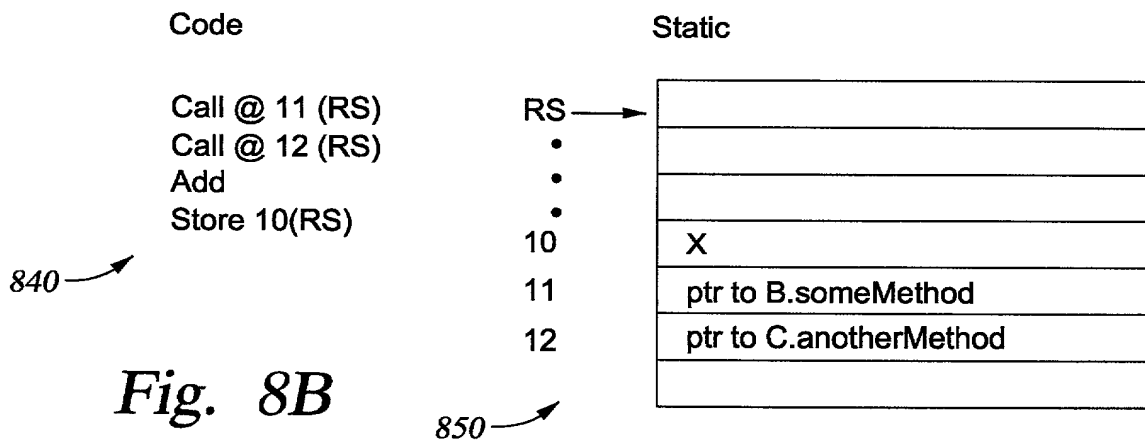 Code
Static
Call @ 11 (RS)
Call @ 12 (RS)
Add
Store 10(RS)
840
RS
10
X
11
ptr to B.someMethod
12
ptr to C.anotherMethod
Fig. 8B
850